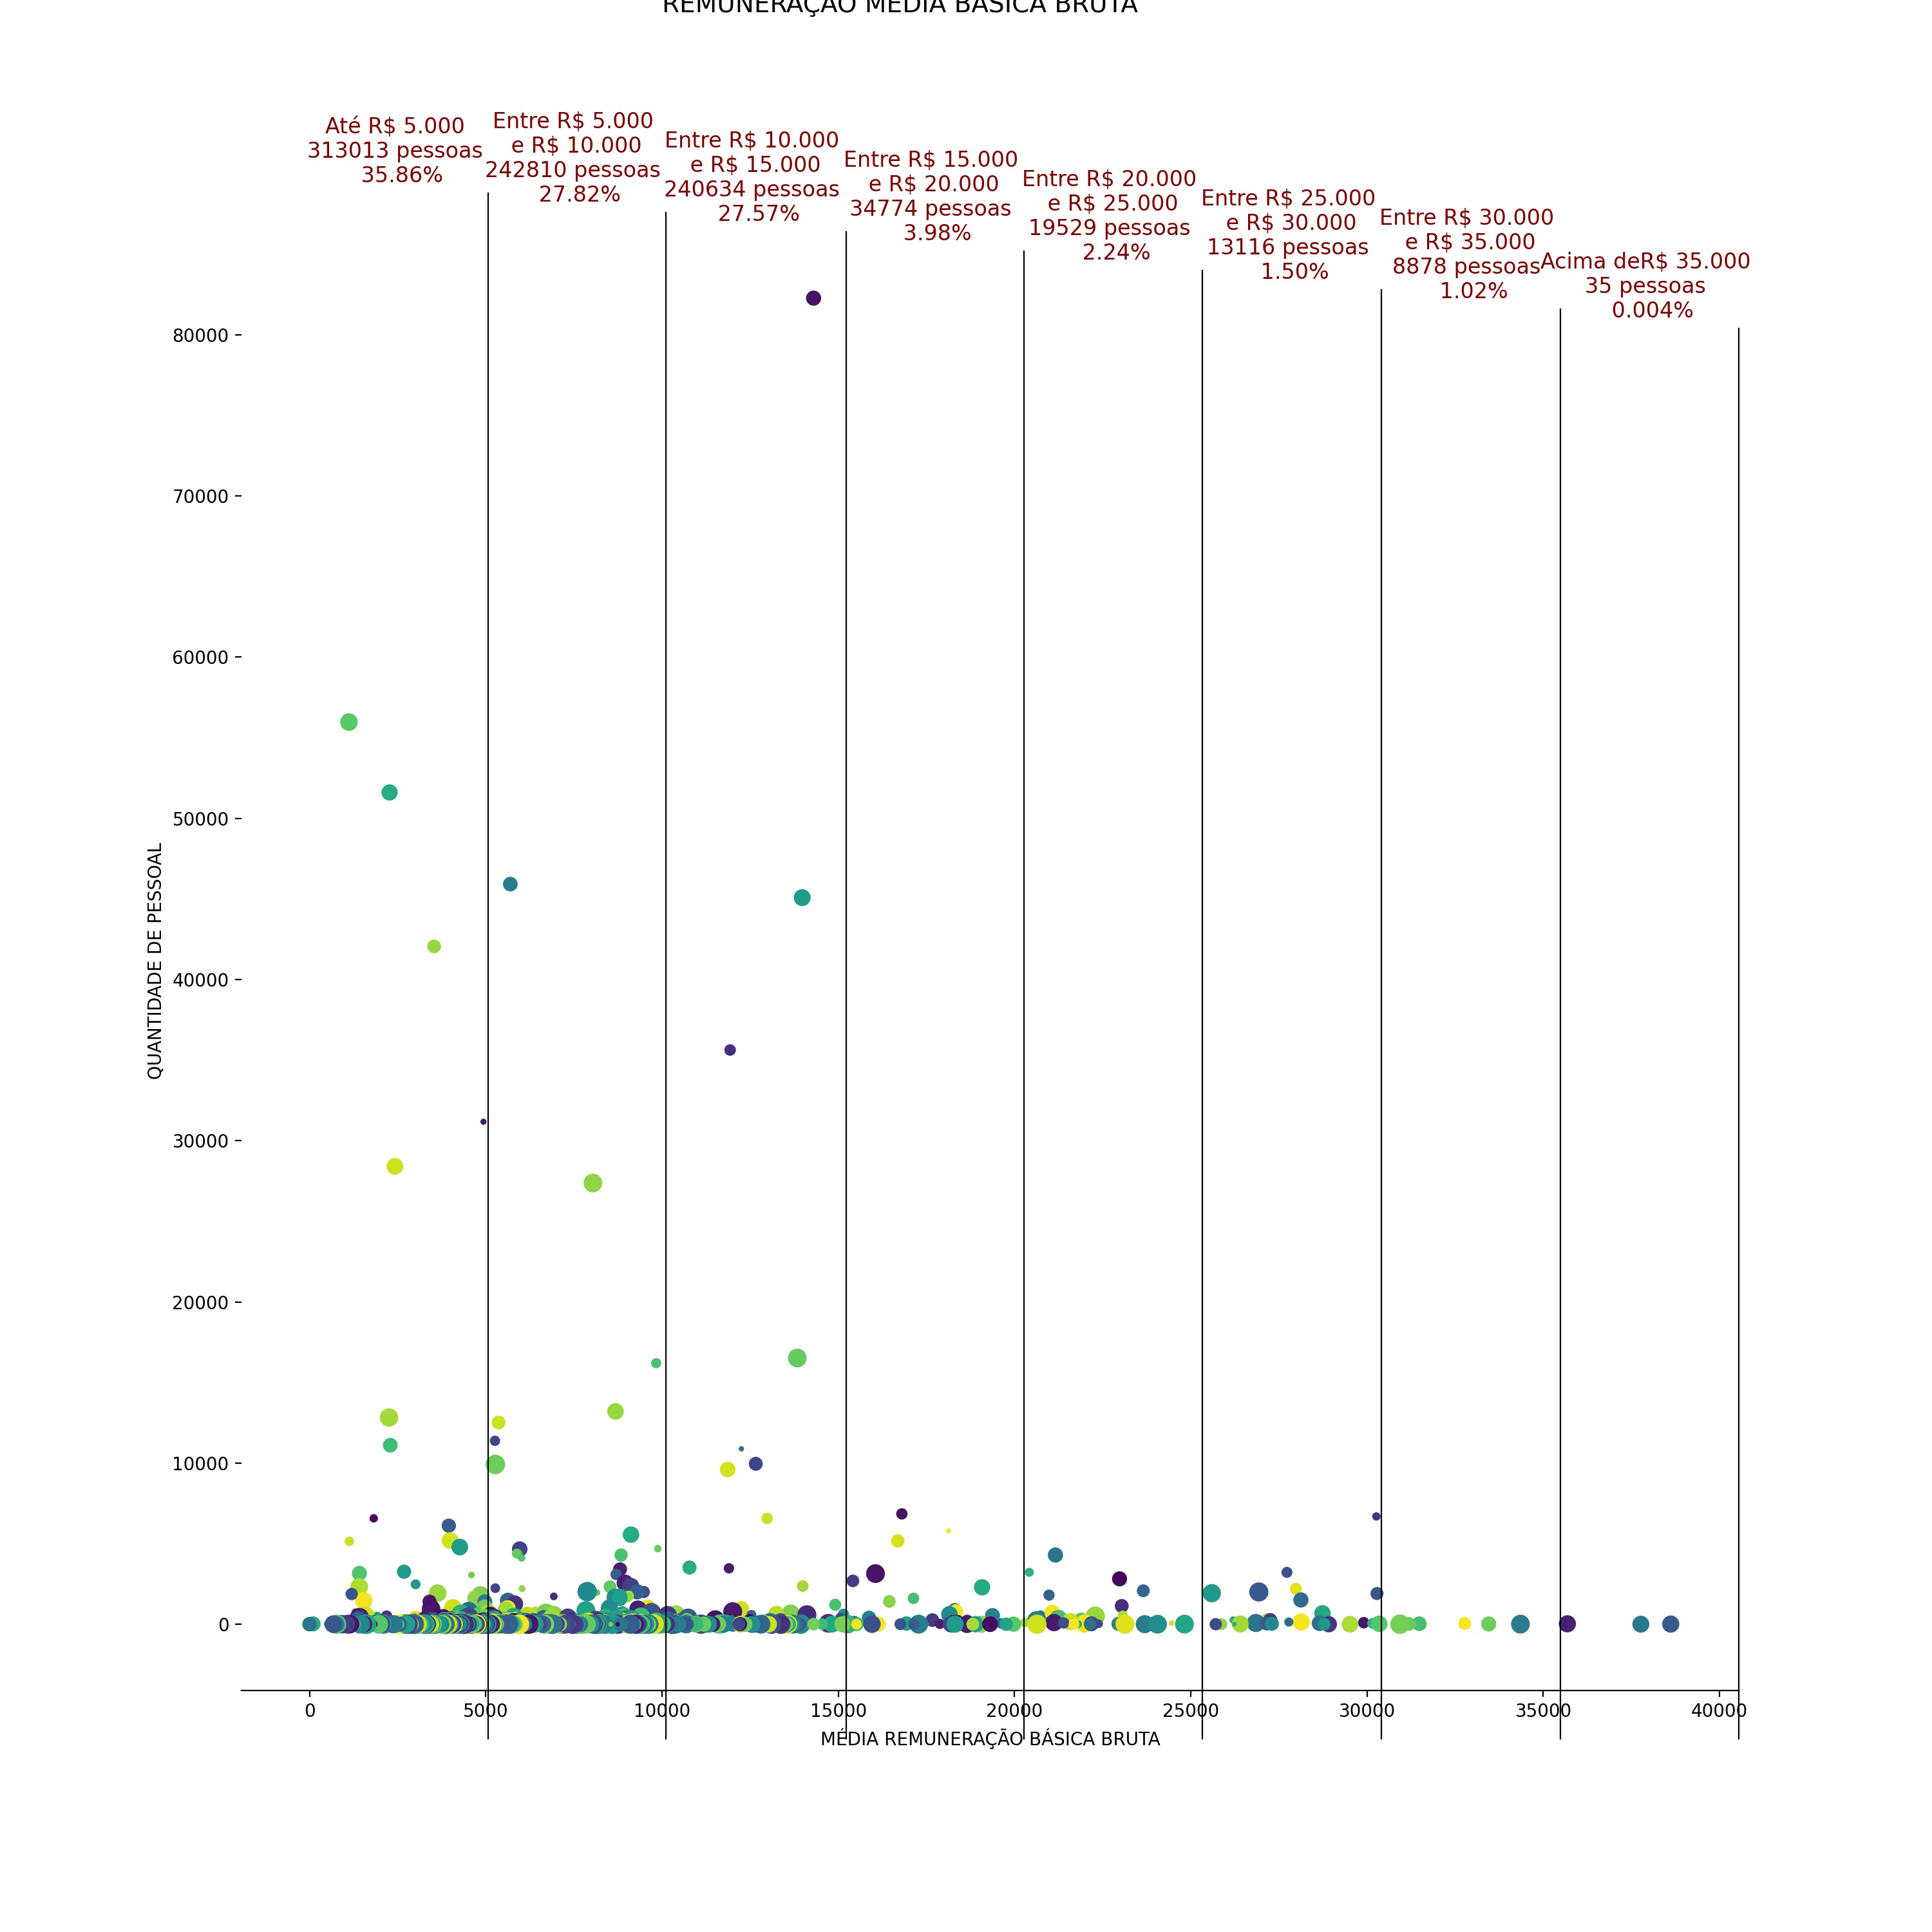 REMUNERAÇÃO MÉDIA BÁSICA BRUTA
Até R$ 5.000
313013 pessoas
35.86%
Entre R$ 5.000
e R$ 10.000
242810 pessoas
27.82%
Entre R$ 10.000
e R$ 15.000
240634 pessoas
27.57%
Entre R$ 15.000
e R$ 20.000
34774 pessoas
3.98%
Entre R$ 20.000
e R$ 25.000
19529 pessoas
2.24%
Entre R$ 25.000
e R$ 30.000
13116 pessoas
1.50%
Entre R$ 30.000
e R$ 35.000
8878 pessoas
1.02%
Acima deR$ 35.000
35 pessoas
0.004%
80000
70000
60000
50000
40000
30000
20000
10000
0
QUANTIDADE DE PESSOAL
0 5000 10000 15000 20000 25000 30000 35000 40000
MÉDIA REMUNERAÇÃO BÁSICA BRUTA